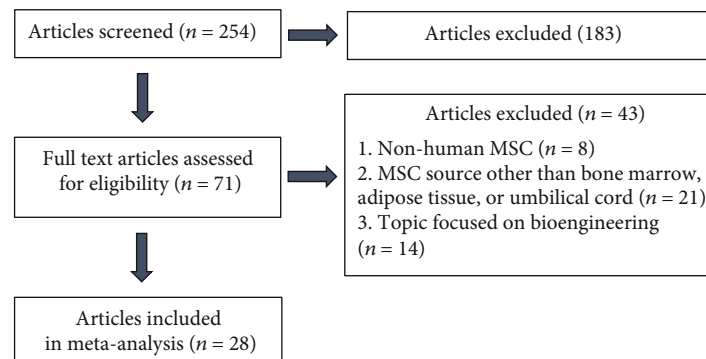 Articles screened (n = 254)
Articles excluded (183)
Full text articles assessed
for eligibility (n = 71)
Articles excluded (n = 43)
1. Non-human MSC (n = 8)
2. MSC source other than bone marrow,
adipose tissue, or umbilical cord (n = 21)
3. Topic focused on bioengineering
(n = 14)
Articles included
in meta-analysis (n = 28)